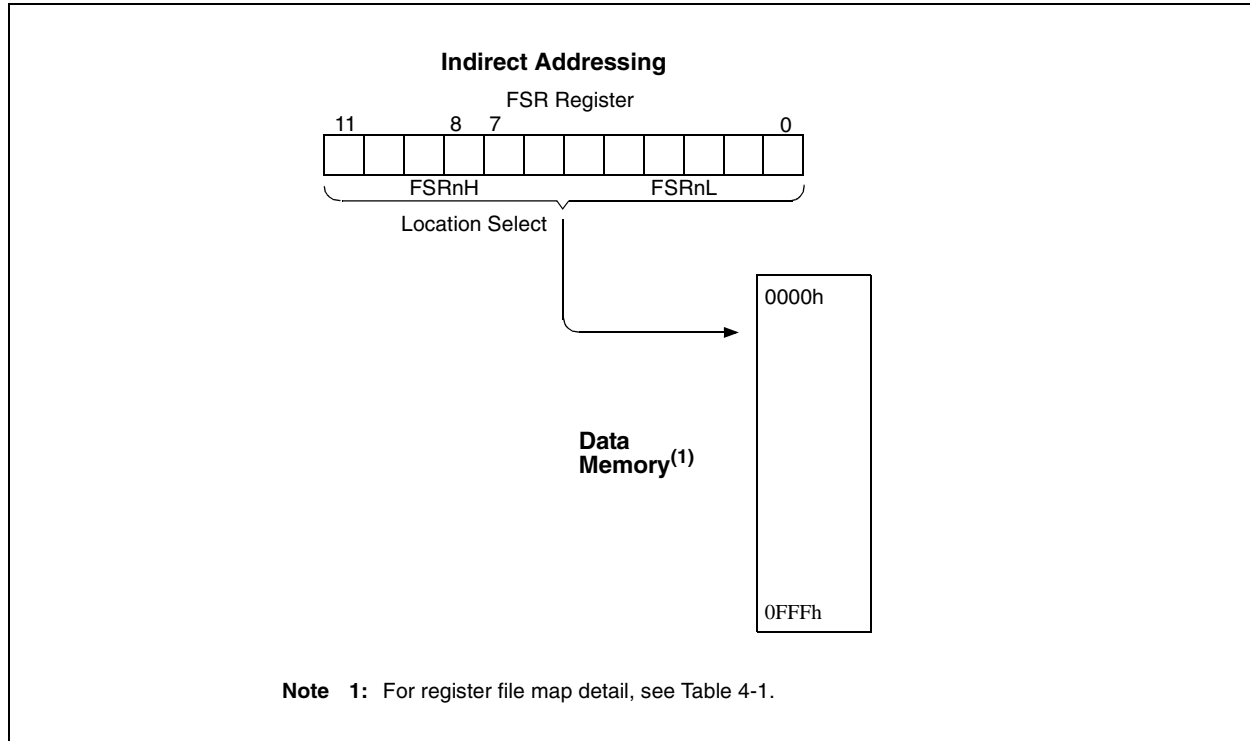 Indirect Addressing
FSR Register
11 8 7 0
FSRnH FSRnL
Location Select
0000h
Data
Memory(1)
0FFFh
Note 1: For register file map detail, see Table 4-1.